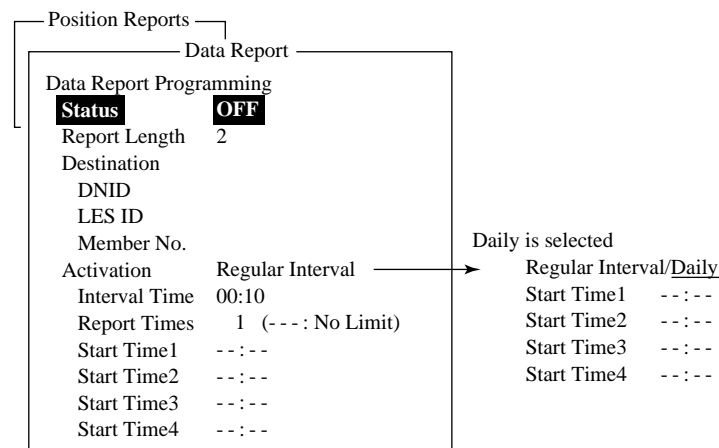 Position Reports
Data Report
Data Report Programming
Status OFF
Report Length 2
Destination
DNID
LES ID
Member No.
Activation Regular Interval
Interval Time 00:10
Report Times 1 (---: No Limit)
Start Time1 --:--
Start Time2 --:--
Start Time3 --:--
Start Time4 --:--
Daily is selected
Regular Interval/Daily
Start Time1 --:--
Start Time2 --:--
Start Time3 --:--
Start Time4 --:--